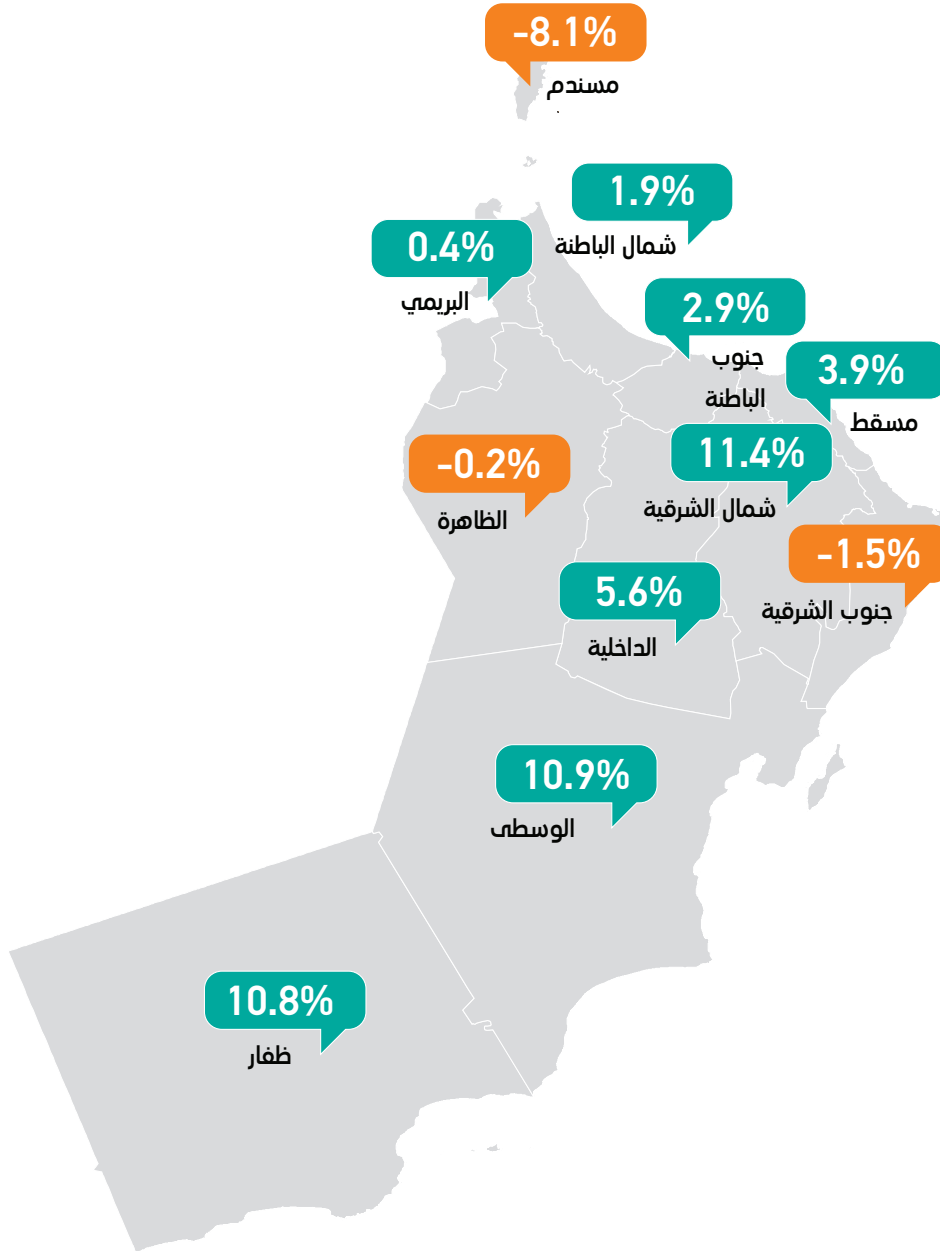 -8.1%
مسندم
1.9%
شمال الباطنة
0.4%
البريمي
2.9%
جنوب
الباطنة
3.9%
مسقط
11.4%
شمال الشرقية
-0.2%
الظاهرة
-1.5%
جنوب الشرقية
5.6%
الداخلية
10.9%
الوسطى
10.8%
ظفار